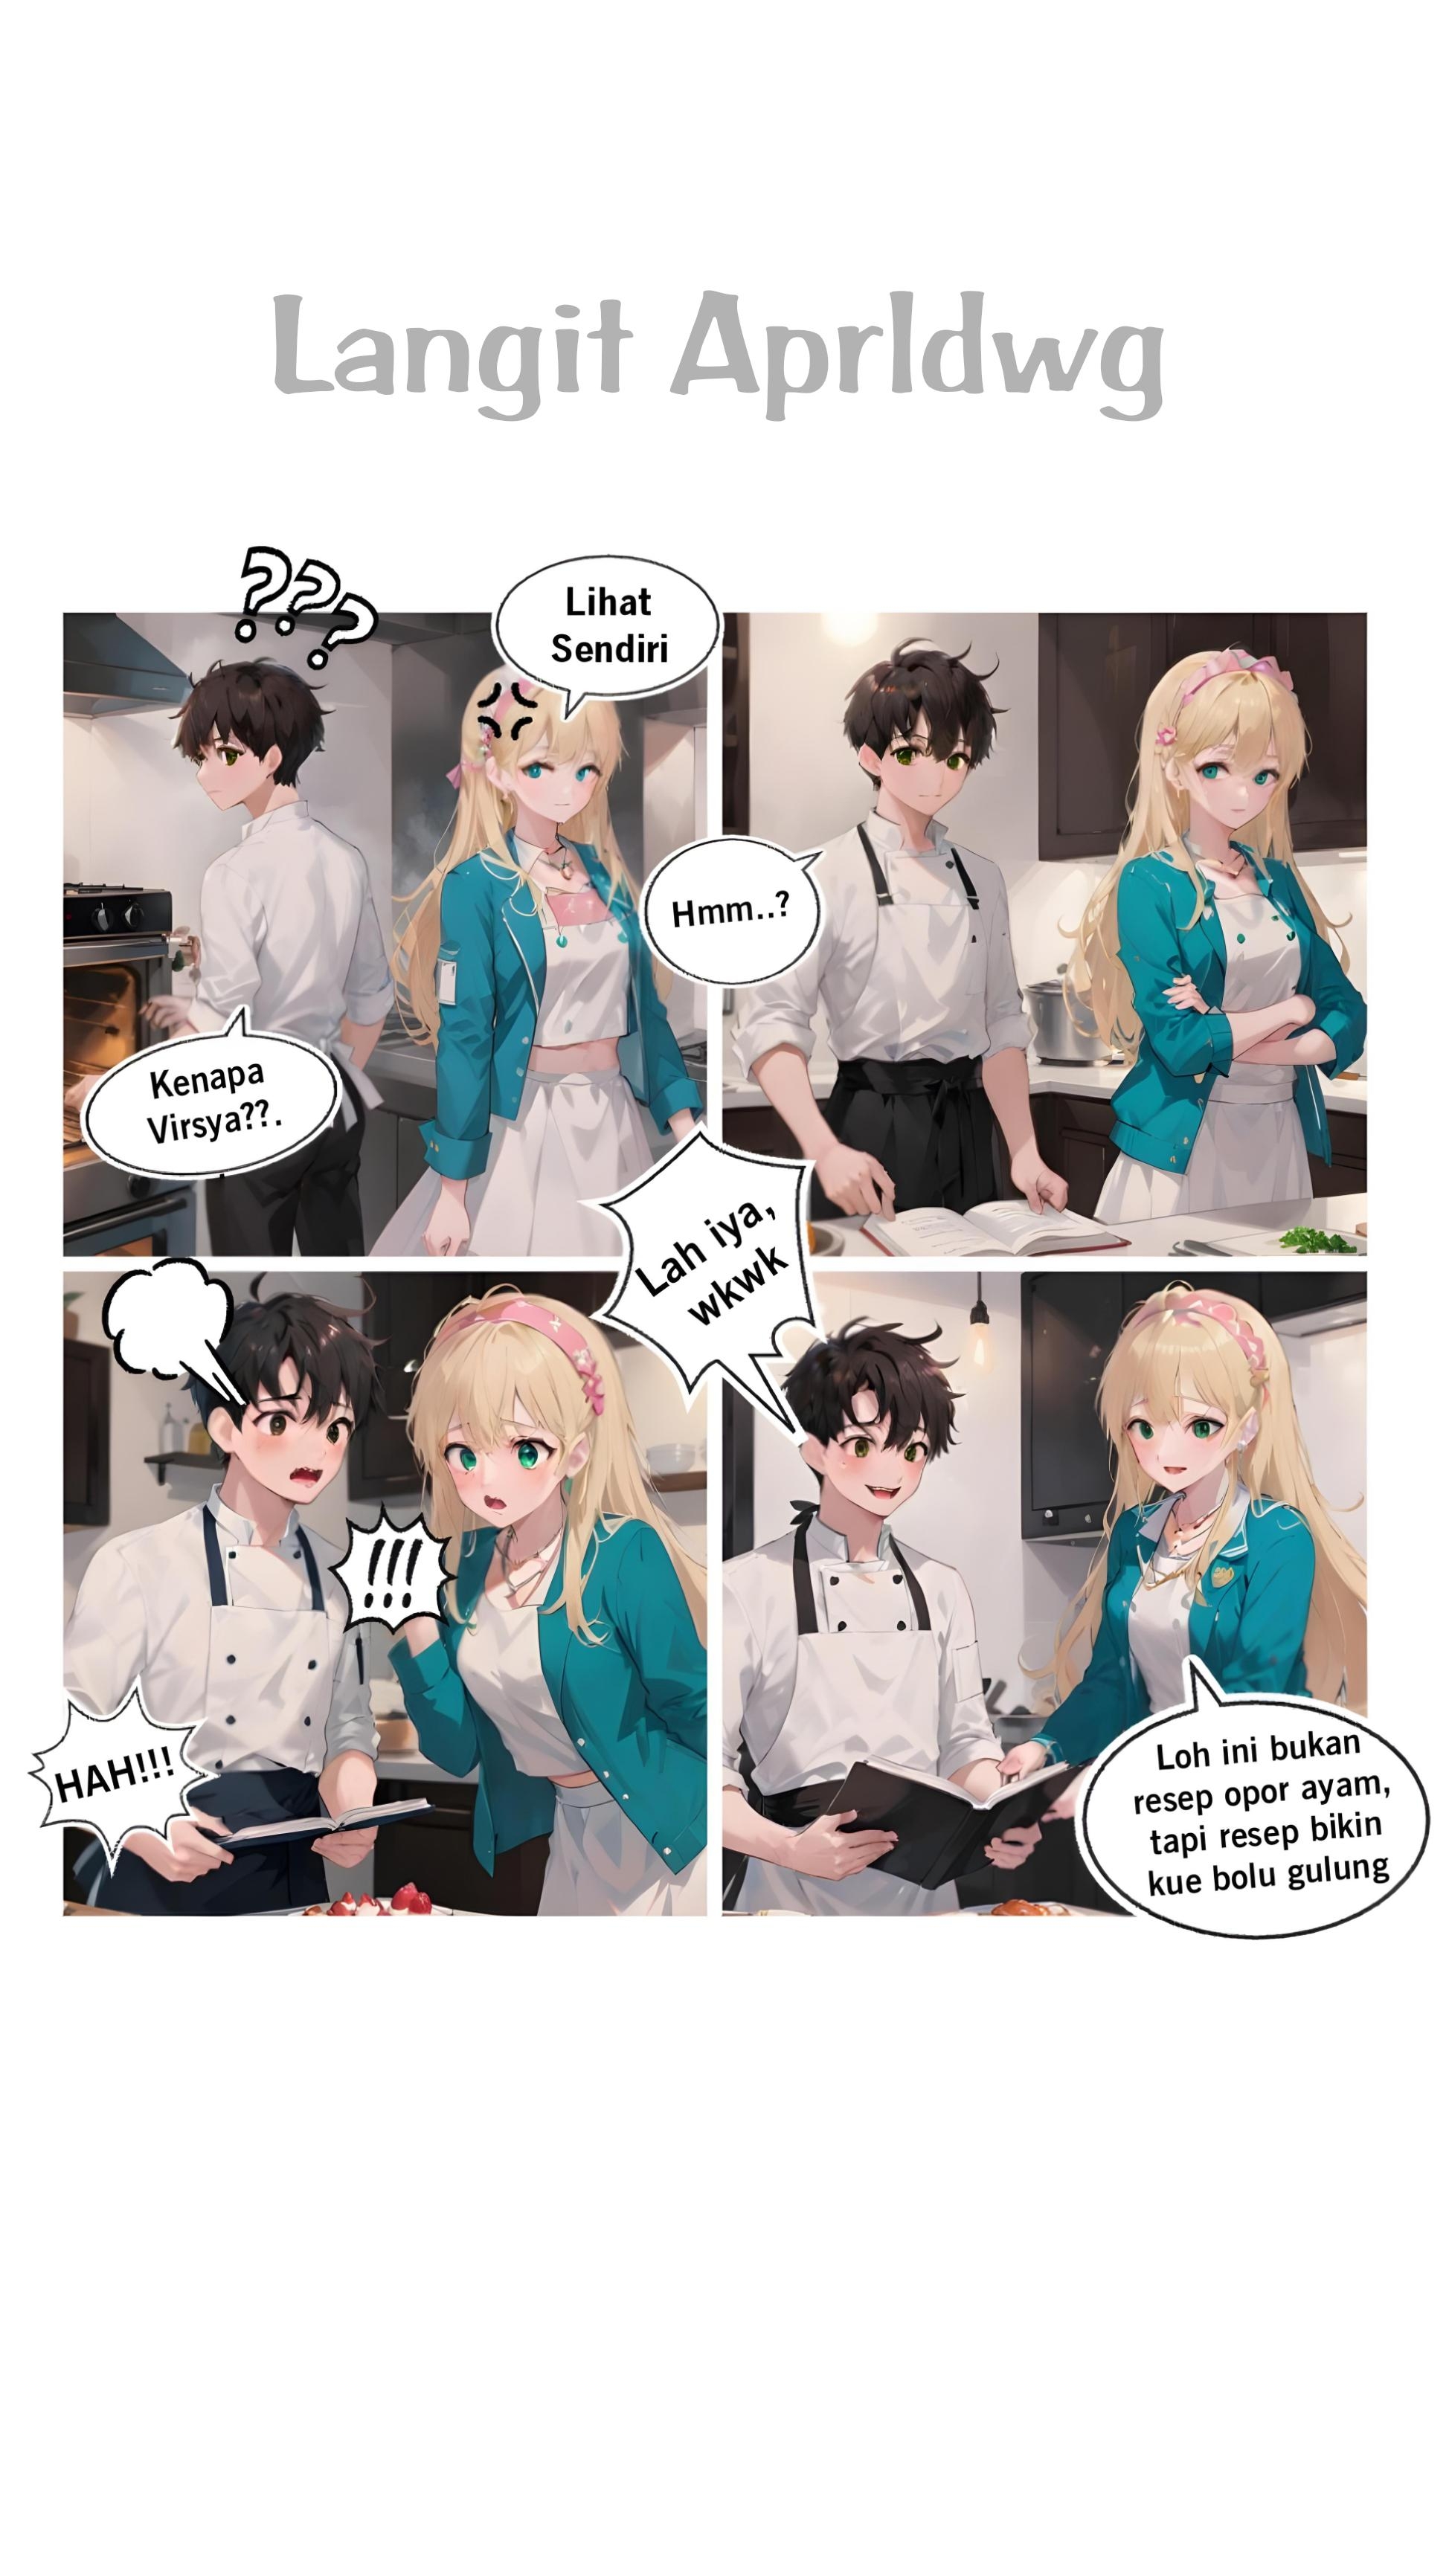 Langit Aprldwg
???
Lihat
Sendiri
Kenapa
Virsya??.
Hmm..?
HAH!!!
!!!
Lah iya,
wkwk
Loh ini bukan
resep opor ayam,
tapi resep bikin
kue bolu gulung